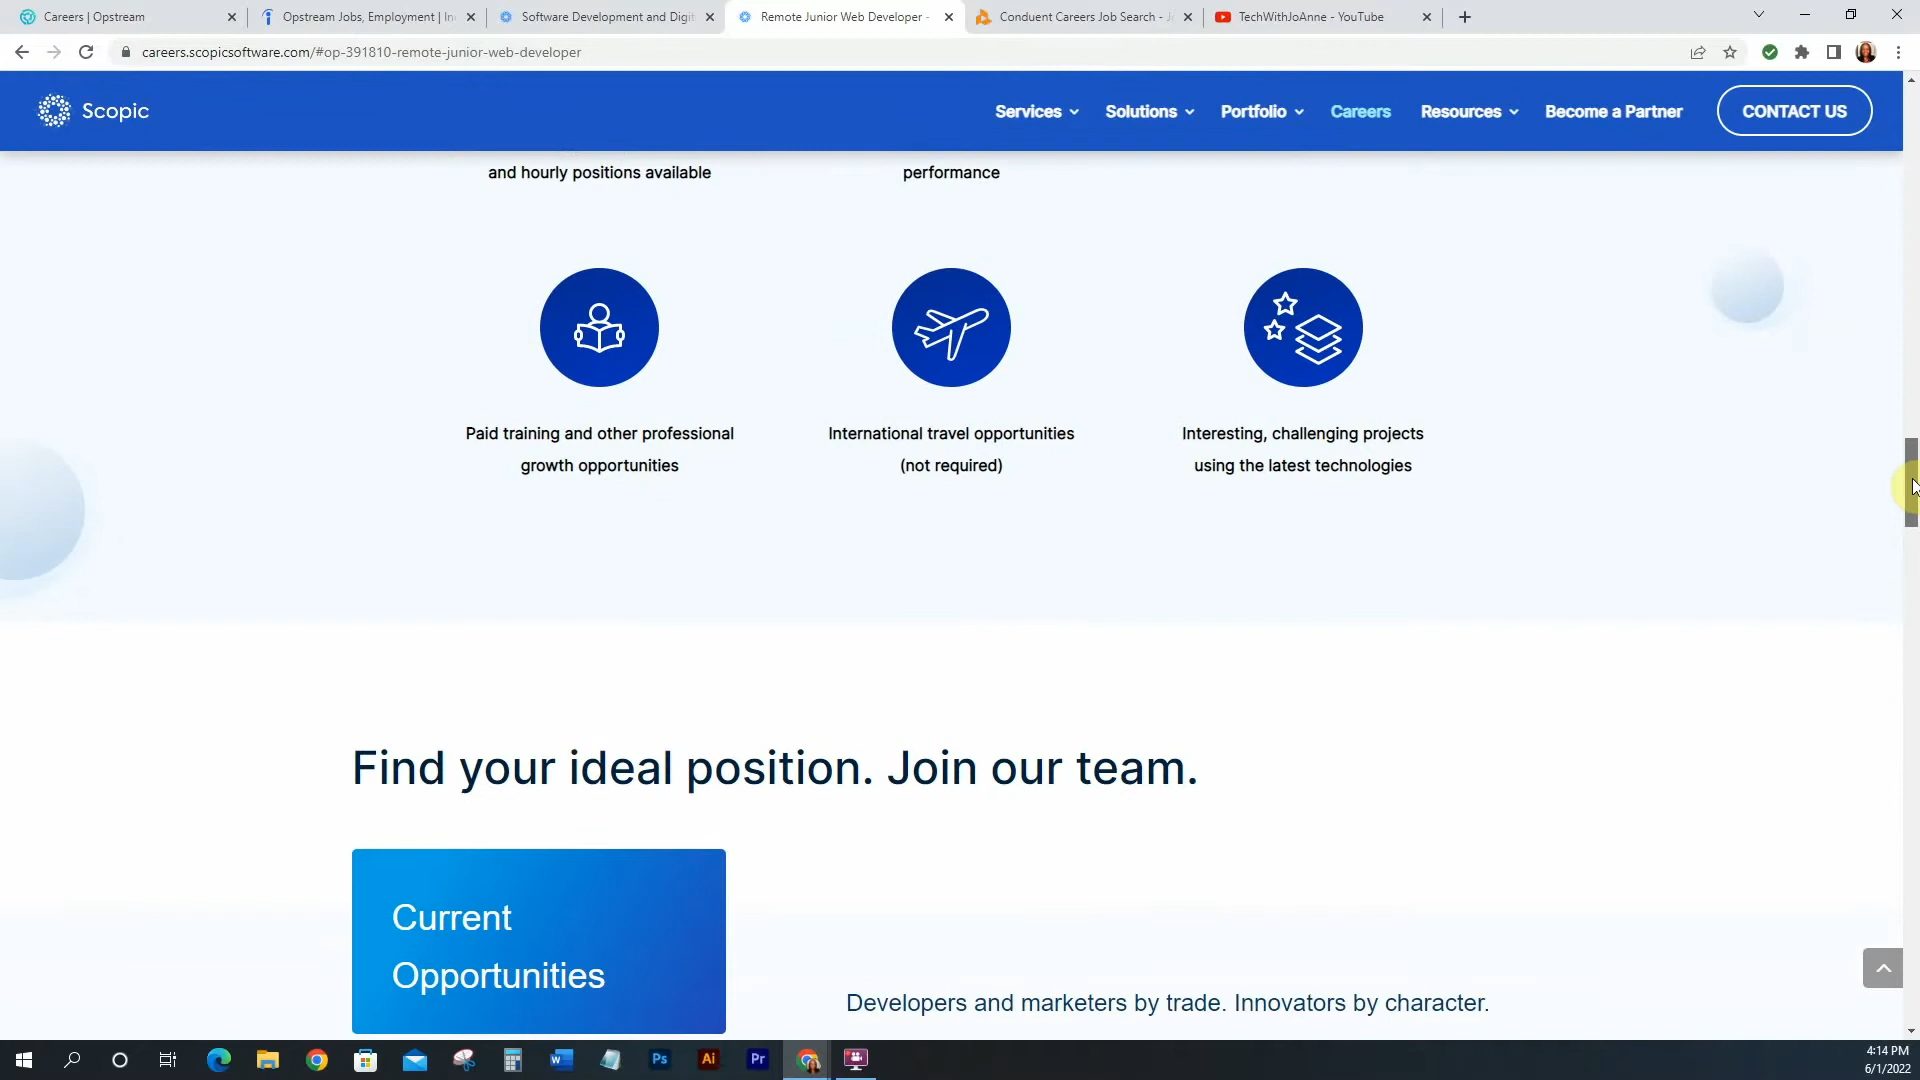 Careers | Opstream
Opstream Jobs, Employment | In
Software Development and Digit
Remote Junior Web Developer -
Conduent Careers Job Search - J
TechWithJoAnne - YouTube
careers.scopicsoftware.com/#op-391810-remote-junior-web-developer
Scopic
Services
Solutions
Portfolio
Careers
Resources
Become a Partner
CONTACT US
and hourly positions available
performance
Paid training and other professional
growth opportunities
International travel opportunities
(not required)
Interesting, challenging projects
using the latest technologies
Find your ideal position. Join our team.
Current
Opportunities
Developers and marketers by trade. Innovators by character.
W
Ps
Ai
Pr
4:14 PM
6/1/2022